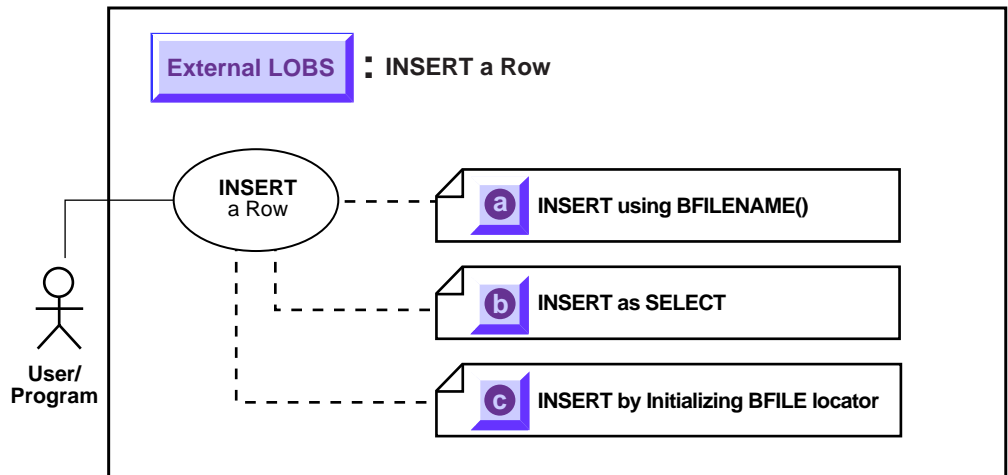 External LOBS : INSERT a Row
INSERT
a Row
a INSERT using BFILENAME()
b INSERT as SELECT
c INSERT by Initializing BFILE locator
User/
Program